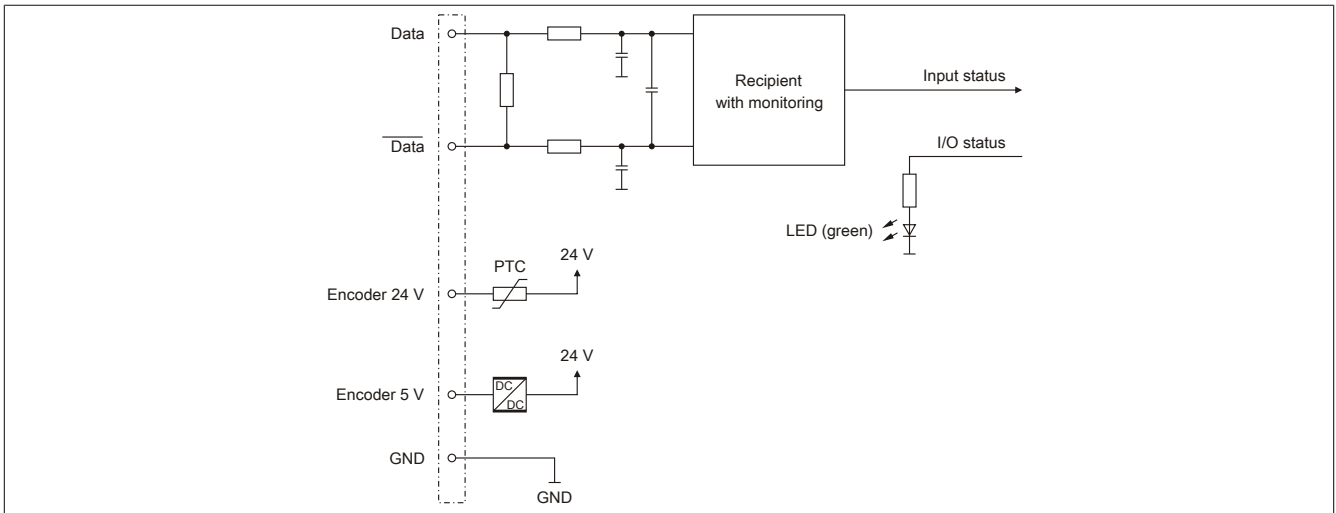 Data
Recipient
with monitoring
Input status
Data
I/O status
LED (green)
PTC
24 V
Encoder 24 V
24 V
Encoder 5 V
DC
DC
GND
GND